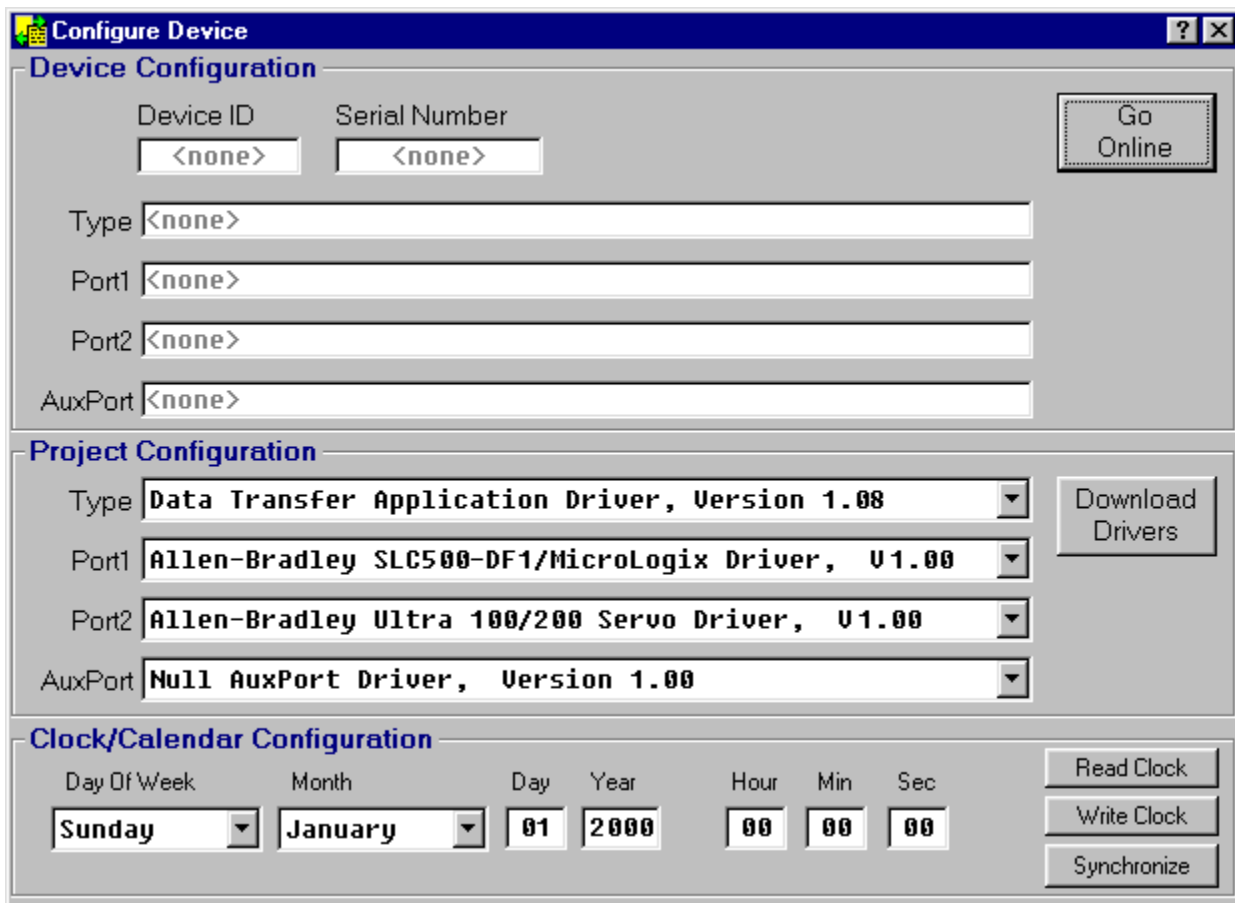 Configure Device
Device Configuration
Device ID Serial Number
<none> <none>
Go
Online
Type <none>
Port1 <none>
Port2 <none>
AuxPort <none>
Project Configuration
Type Data Transfer Application Driver, Version 1.08
Download
Drivers
Port1 Allen-Bradley SLC500-DF1/MicroLogix Driver, V1.00
Port2 Allen-Bradley Ultra 100/200 Servo Driver, V1.00
AuxPort Null AuxPort Driver, Version 1.00
Clock/Calendar Configuration
Day Of Week Month Day Year Hour Min Sec
Sunday January 01 2000 00 00 00
Read Clock
Write Clock
Synchronize